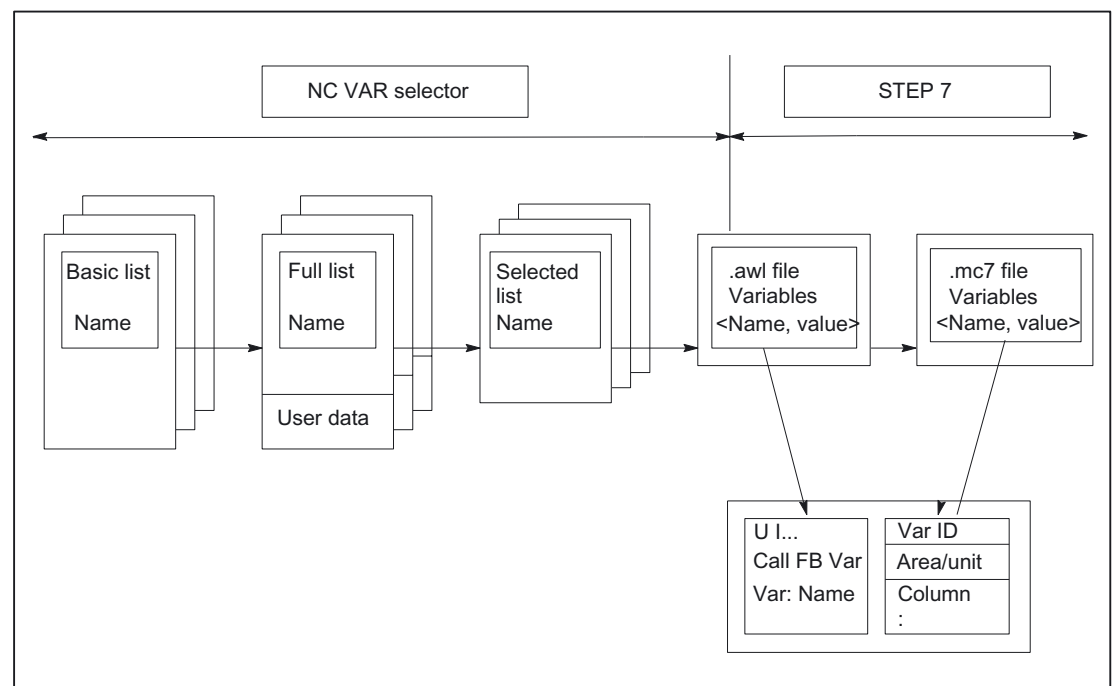 NC VAR selector
STEP 7
Basic list
Name
Full list
Name
User data
Selected
list
Name
.awl file
Variables
<Name, value>
.mc7 file
Variables
<Name, value>
U I...
Call FB Var
Var: Name
Var ID
Area/unit
Column
: